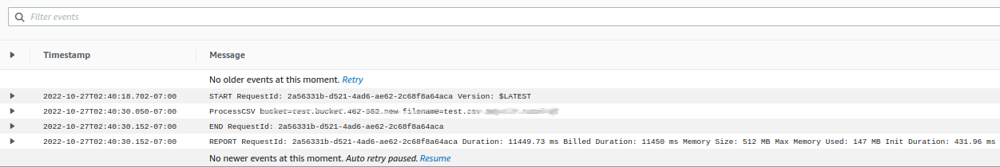 Filter events
Timestamp Message
No older events at this moment. Retry
2022-10-27T02:40:18.702-07:00 START RequestId: 2a56331b-d521-4ad6-ae62-2c68f8a64aca Version: $LATEST
2022-10-27T02:40:30.050-07:00 ProcessCSV bucket=test.bucket.462-562.new filename=test.csv
2022-10-27T02:40:30.152-07:00 END RequestId: 2a56331b-d521-4ad6-ae62-2c68f8a64aca
2022-10-27T02:40:30.152-07:00 REPORT RequestId: 2a56331b-d521-4ad6-ae62-2c68f8a64aca Duration: 11449.73 ms Billed Duration: 11450 ms Memory Size: 512 MB Max Memory Used: 147 MB Init Duration: 431.96 ms
No newer events at this moment. Auto retry paused. Resume